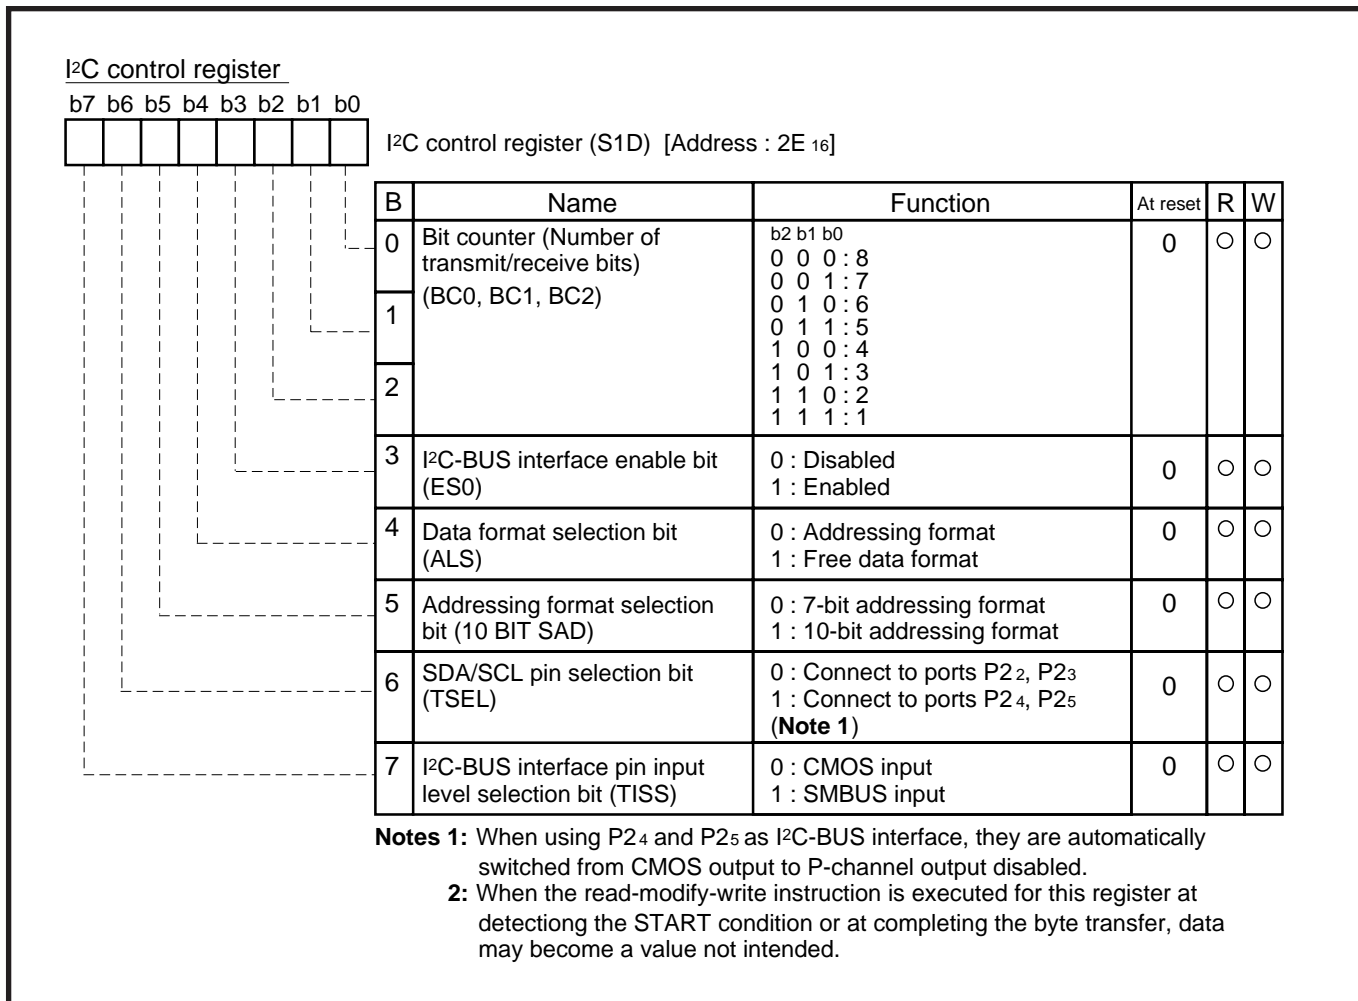 I²C control register
b7 b6 b5 b4 b3 b2 b1 b0
I²C control register (S1D) [Address : 2E 16]
B Name Function At reset R W
0 Bit counter (Number of transmit/receive bits) (BC0, BC1, BC2)
b2 b1 b0
0 0 0 : 8
0 0 1 : 7
0 1 0 : 6
0 1 1 : 5
1 0 0 : 4
1 0 1 : 3
1 1 0 : 2
1 1 1 : 1
0 ○ ○
1
2
3 I²C-BUS interface enable bit
(ES0)
0 : Disabled
1 : Enabled
0 ○ ○
4 Data format selection bit
(ALS)
0 : Addressing format
1 : Free data format
0 ○ ○
5 Addressing format selection
bit (10 BIT SAD)
0 : 7-bit addressing format
1 : 10-bit addressing format
0 ○ ○
6 SDA/SCL pin selection bit
(TSEL)
0 : Connect to ports P22, P23
1 : Connect to ports P24, P25
(Note 1)
0 ○ ○
7 I²C-BUS interface pin input
level selection bit (TISS)
0 : CMOS input
1 : SMBUS input
0 ○ ○
Notes 1: When using P24 and P25 as I²C-BUS interface, they are automatically
switched from CMOS output to P-channel output disabled.
2: When the read-modify-write instruction is executed for this register at
detectiong the START condition or at completing the byte transfer, data
may become a value not intended.